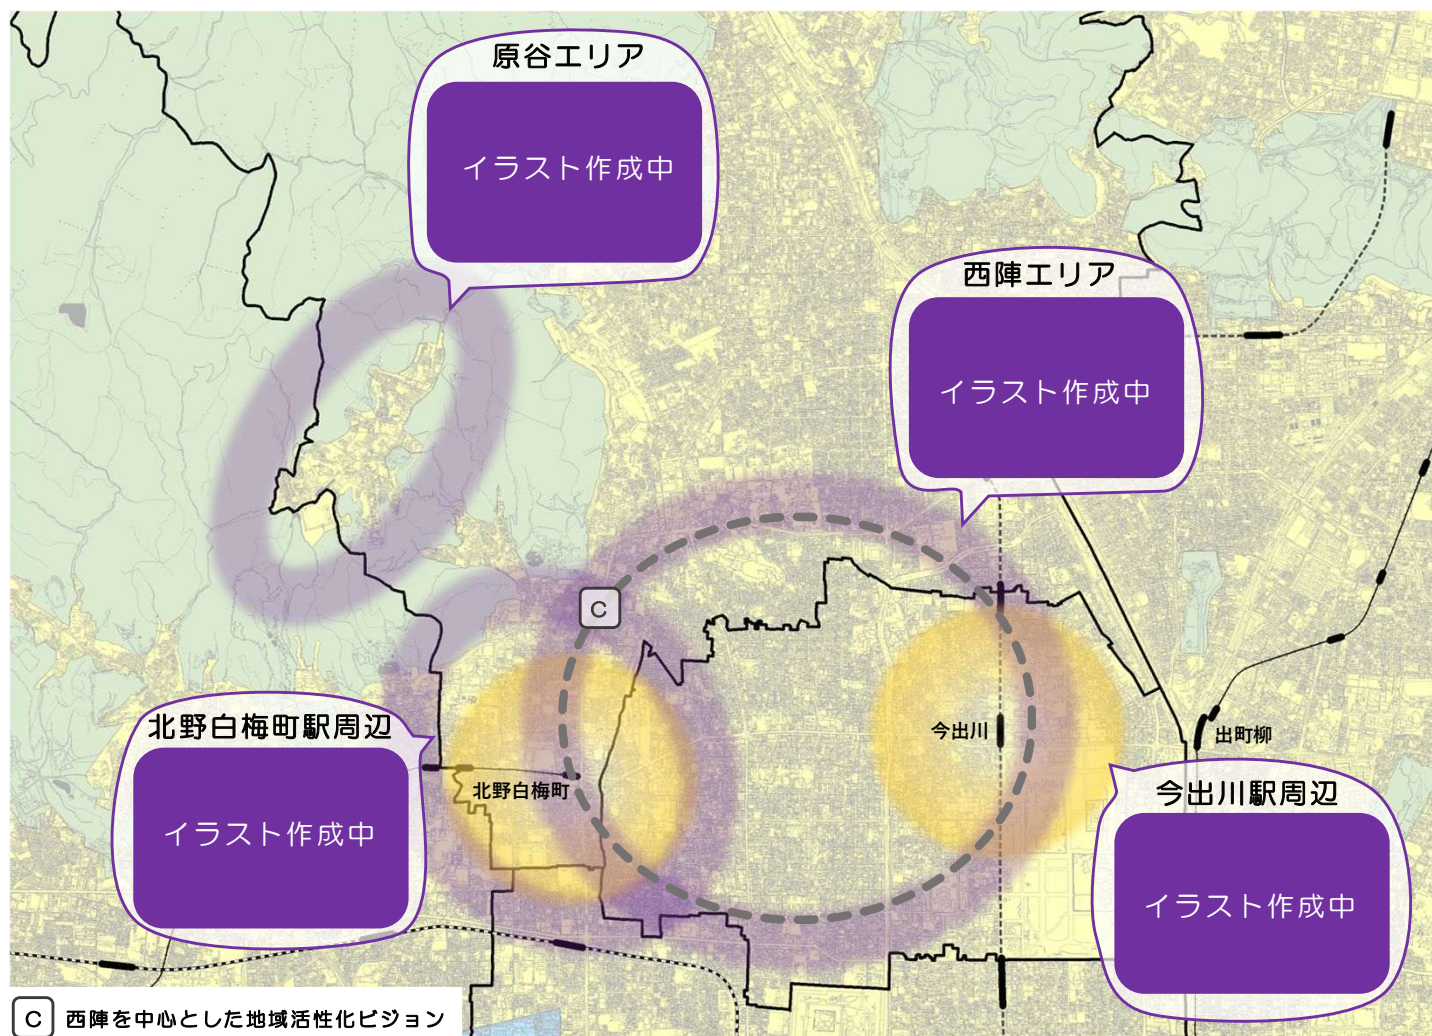 原谷エリア
イラスト作成中
西陣エリア
イラスト作成中
C
北野白梅町駅周辺
イラスト作成中
北野白梅町
今出川
出町柳
今出川駅周辺
イラスト作成中
C 西陣を中心とした地域活性化ビジョン